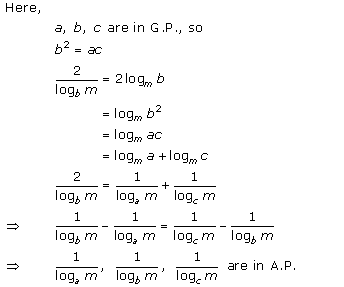 Here,
a, b, c are in G.P., so
b² = ac
2/log_b m = 2 log_m b
= log_m b²
= log_m ac
= log_m a + log_m c
2/log_b m = 1/log_a m + 1/log_c m
⇒ 1/log_b m − 1/log_a m = 1/log_c m − 1/log_b m
⇒ 1/log_a m, 1/log_b m, 1/log_c m are in A.P.